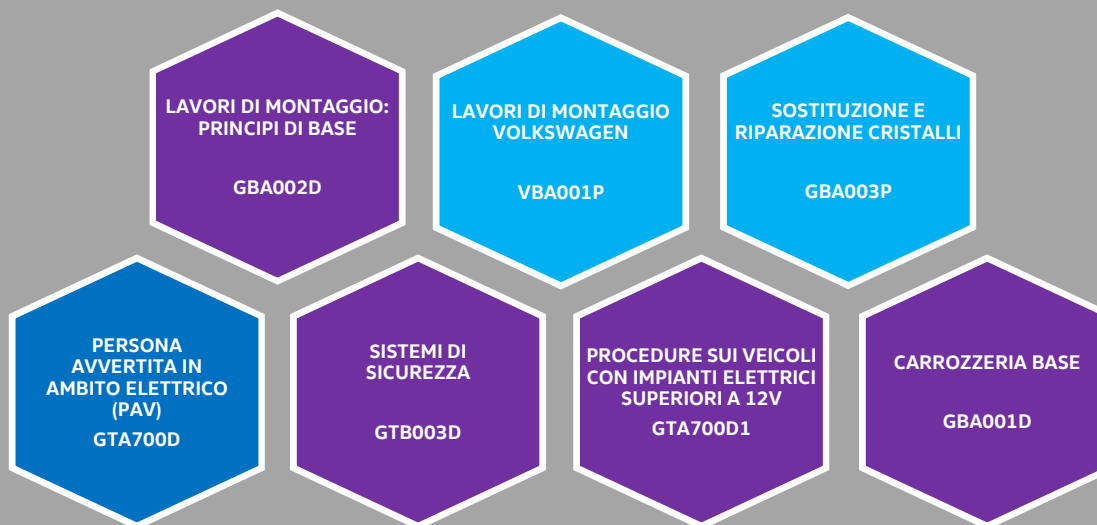 LAVORI DI MONTAGGIO:
PRINCIPI DI BASE
GBA002D
LAVORI DI MONTAGGIO
VOLKSWAGEN
VBA001P
SOSTITUZIONE E
RIPARAZIONE CRISTALLI
GBA003P
PERSONA
AVVERTITA IN
AMBITO ELETTRICO
(PAV)
GTA700D
SISTEMI DI
SICUREZZA
GTB003D
PROCEDURE SUI VEICOLI
CON IMPIANTI ELETTRICI
SUPERIORI A 12V
GTA700D1
CARROZZERIA BASE
GBA001D